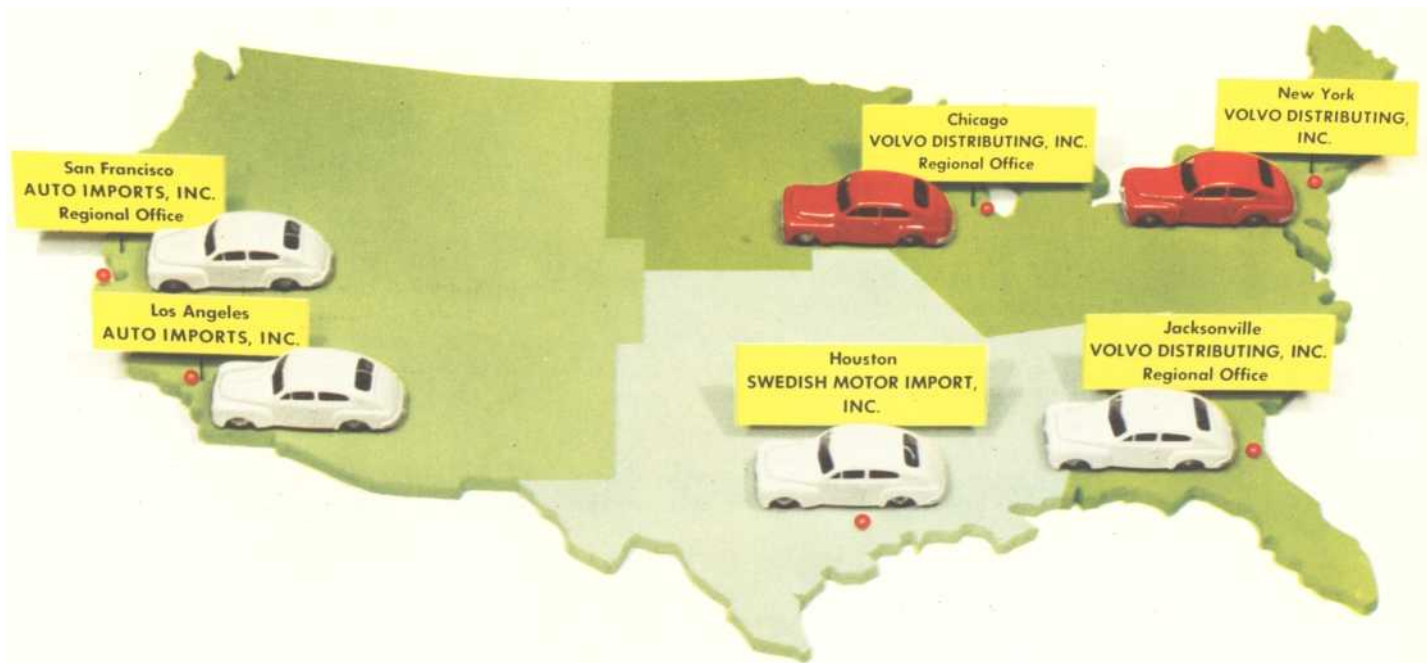 San Francisco
AUTO IMPORTS, INC.
Regional Office
Los Angeles
AUTO IMPORTS, INC.
Chicago
VOLVO DISTRIBUTING, INC.
Regional Office
New York
VOLVO DISTRIBUTING,
INC.
Houston
SWEDISH MOTOR IMPORT,
INC.
Jacksonville
VOLVO DISTRIBUTING, INC.
Regional Office